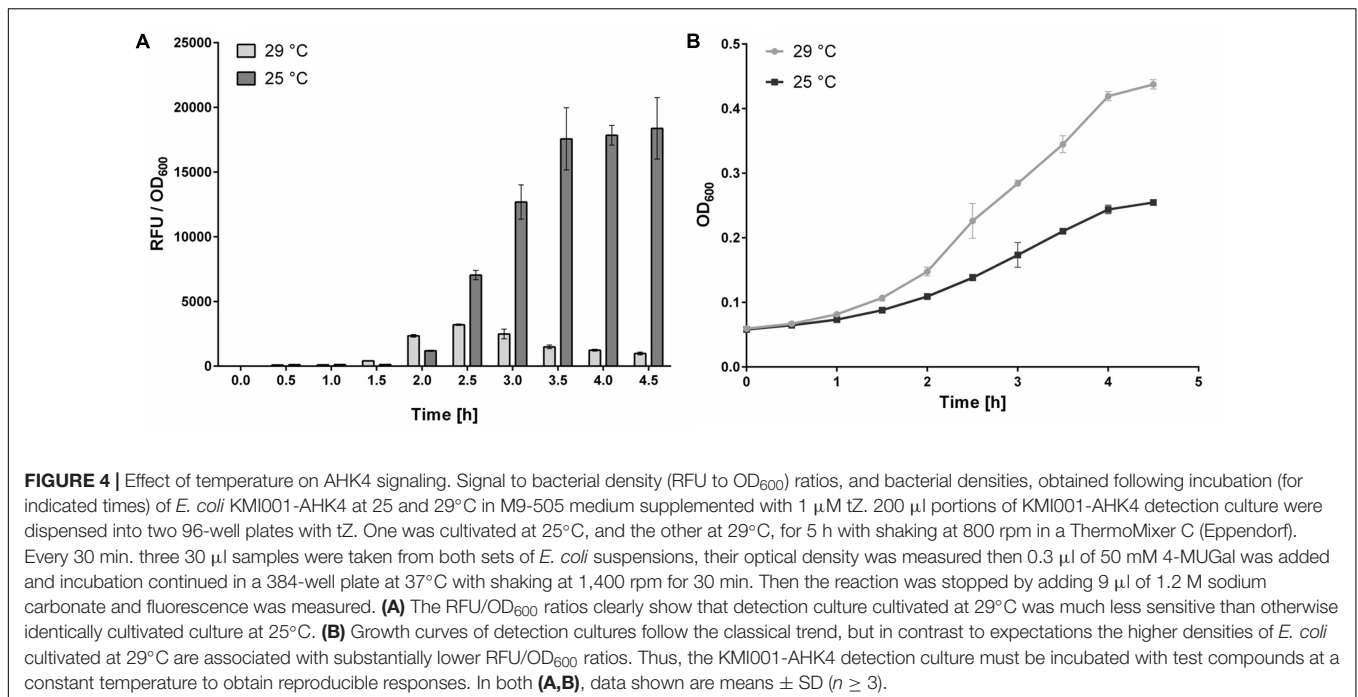 A
29 °C
25 °C
25000
20000
15000
10000
5000
0
RFU / OD600
0.0 0.5 1.0 1.5 2.0 2.5 3.0 3.5 4.0 4.5
Time [h]
B
29 °C
25 °C
0.5
0.4
0.3
0.2
0.1
0.0
OD600
0 1 2 3 4 5
Time [h]
FIGURE 4 | Effect of temperature on AHK4 signaling. Signal to bacterial density (RFU to OD600) ratios, and bacterial densities, obtained following incubation (for
indicated times) of E. coli KMI001-AHK4 at 25 and 29°C in M9-505 medium supplemented with 1 μM tZ. 200 μl portions of KMI001-AHK4 detection culture were
dispensed into two 96-well plates with tZ. One was cultivated at 25°C, and the other at 29°C, for 5 h with shaking at 800 rpm in a ThermoMixer C (Eppendorf).
Every 30 min. three 30 μl samples were taken from both sets of E. coli suspensions, their optical density was measured then 0.3 μl of 50 mM 4-MUGal was added
and incubation continued in a 384-well plate at 37°C with shaking at 1,400 rpm for 30 min. Then the reaction was stopped by adding 9 μl of 1.2 M sodium
carbonate and fluorescence was measured. (A) The RFU/OD600 ratios clearly show that detection culture cultivated at 29°C was much less sensitive than otherwise
identically cultivated culture at 25°C. (B) Growth curves of detection cultures follow the classical trend, but in contrast to expectations the higher densities of E. coli
cultivated at 29°C are associated with substantially lower RFU/OD600 ratios. Thus, the KMI001-AHK4 detection culture must be incubated with test compounds at a
constant temperature to obtain reproducible responses. In both (A,B), data shown are means ± SD (n ≥ 3).